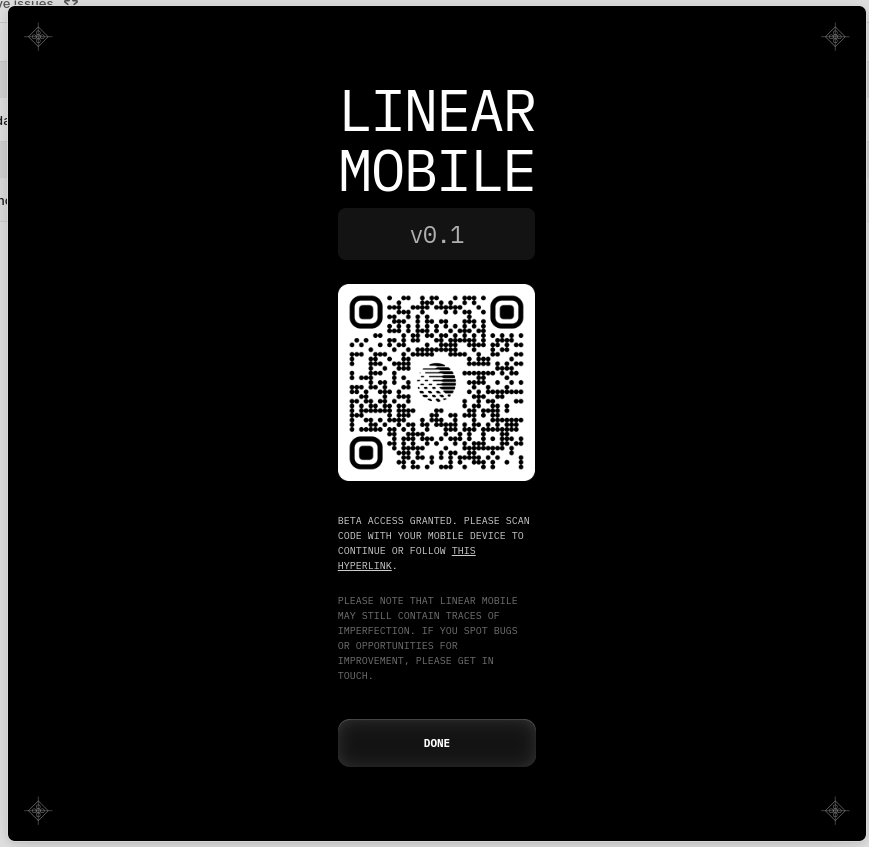 ve Issues
LINEAR
MOBILE
v0.1
BETA ACCESS GRANTED. PLEASE SCAN
CODE WITH YOUR MOBILE DEVICE TO
CONTINUE OR FOLLOW THIS
HYPERLINK.
PLEASE NOTE THAT LINEAR MOBILE
MAY STILL CONTAIN TRACES OF
IMPERFECTION. IF YOU SPOT BUGS
OR OPPORTUNITIES FOR
IMPROVEMENT, PLEASE GET IN
TOUCH.
DONE